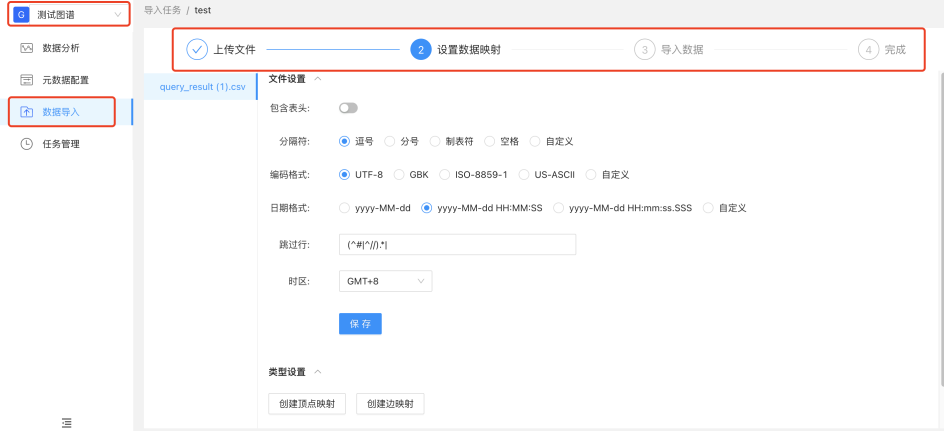 G 测试图谱
导入任务 / test
数据分析
元数据配置
数据导入
任务管理
上传文件 2 设置数据映射 3 导入数据 4 完成
query_result (1).csv
文件设置
包含表头:
分隔符: 逗号 分号 制表符 空格 自定义
编码格式: UTF-8 GBK ISO-8859-1 US-ASCII 自定义
日期格式: yyyy-MM-dd yyyy-MM-dd HH:MM:SS yyyy-MM-dd HH:mm:ss.SSS 自定义
跳过行: (^#|^//).*|
时区: GMT+8
保存
类型设置
创建顶点映射 创建边映射